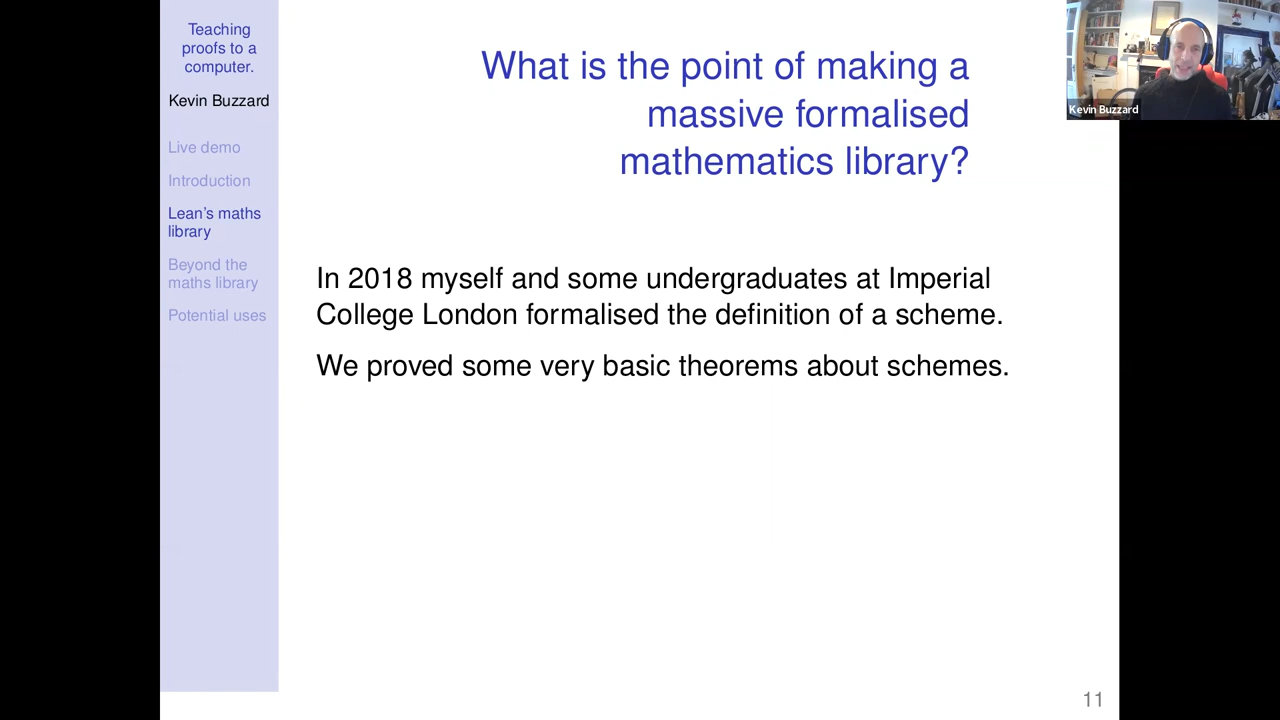 Teaching
proofs to a
computer.
Kevin Buzzard
Live demo
Introduction
Lean's maths
library
Beyond the
maths library
Potential uses
What is the point of making a
massive formalised
mathematics library?
In 2018 myself and some undergraduates at Imperial
College London formalised the definition of a scheme.
We proved some very basic theorems about schemes.
11
Kevin Buzzard